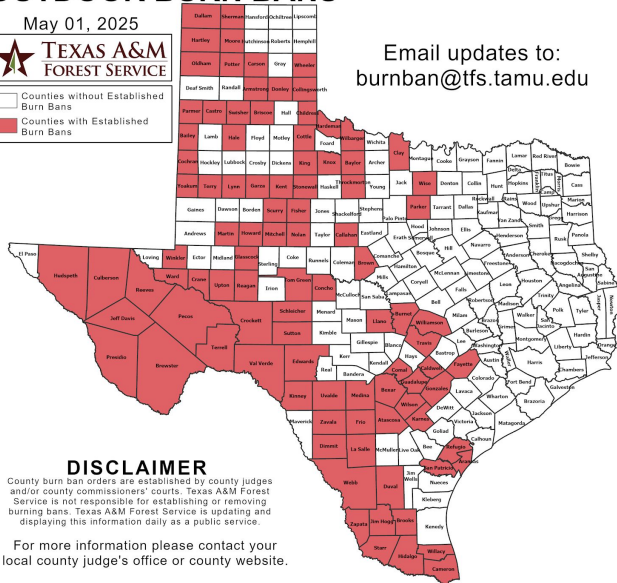 May 01, 2025
TEXAS A&M
FOREST SERVICE
Counties without Established
Burn Bans
Counties with Established
Burn Bans
Email updates to:
burnban@tfs.tamu.edu
Dallam Sherman Hansford Ochiltree Lipscomb
Hartley Moore Hutchinson Roberts Hemphill
Oldham Potter Carson Gray Wheeler
Deaf Smith Randall Armstrong Donley Collingsworth
Parmer Castro Swisher Briscoe Hall Childress
Hardeman
Bailey Lamb Hale Floyd Motley Cottle Foard Wilbarger Wichita Clay Montague Cooke Grayson Fannin Lamar Red River Bowie
Delta Titus Morris Cass
Cochran Hockley Lubbock Crosby Dickens King Knox Baylor Archer Jack Wise Denton Collin Hunt Hopkins Franklin Camp Marion
Yoakum Terry Lynn Garza Kent Stonewall Haskell Throckmorton Young Rockwall Rains Wood Upshur Harrison
Gaines Dawson Borden Scurry Fisher Jones Shackelford Stephens Palo Pinto Parker Tarrant Dallas Kaufman Van Zandt Smith Gregg
Andrews Martin Howard Mitchell Nolan Taylor Callahan Eastland Erath Hood Somervell Johnson Ellis Henderson Rusk Panola
El Paso Loving Winkler Ector Midland Glasscock Sterling Coke Runnels Coleman Brown Comanche Bosque Hill Navarro Anderson Cherokee Nacogdoches Shelby
Hudspeth Culberson Reeves Ward Crane Upton Reagan Irion Tom Green Concho McCulloch San Saba Mills Hamilton Coryell McLennan Limestone Freestone Leon Houston Angelina San Augustine Sabine
Jeff Davis Pecos Crockett Schleicher Menard Mason Llano Lampasas Burnet Bell Falls Robertson Madison Trinity Polk Tyler Jasper Newton
Presidio Brewster Terrell Sutton Kimble Gillespie Blanco Travis Williamson Milam Burleson Brazos Grimes Walker San Jacinto Hardin Orange
Val Verde Edwards Real Kerr Bandera Kendall Comal Hays Caldwell Bastrop Lee Washington Waller Montgomery Liberty Jefferson
Kinney Uvalde Medina Bexar Guadalupe Gonzales Fayette Austin Colorado Fort Bend Harris Chambers Galveston
Maverick Zavala Frio Atascosa Wilson Karnes DeWitt Lavaca Wharton Brazoria
Dimmit La Salle McMullen Live Oak Bee Goliad Victoria Jackson Matagorda
Refugio Calhoun
Webb Duval Jim Wells San Patricio Aransas
Nueces
Kleberg
Zapata Jim Hogg Brooks Kenedy
Starr Hidalgo Willacy
Cameron
DISCLAIMER
County burn ban orders are established by county judges
and/or county commissioners' courts. Texas A&M Forest
Service is not responsible for establishing or removing
burning bans. Texas A&M Forest Service is updating and
displaying this information daily as a public service.
For more information please contact your
local county judge's office or county website.